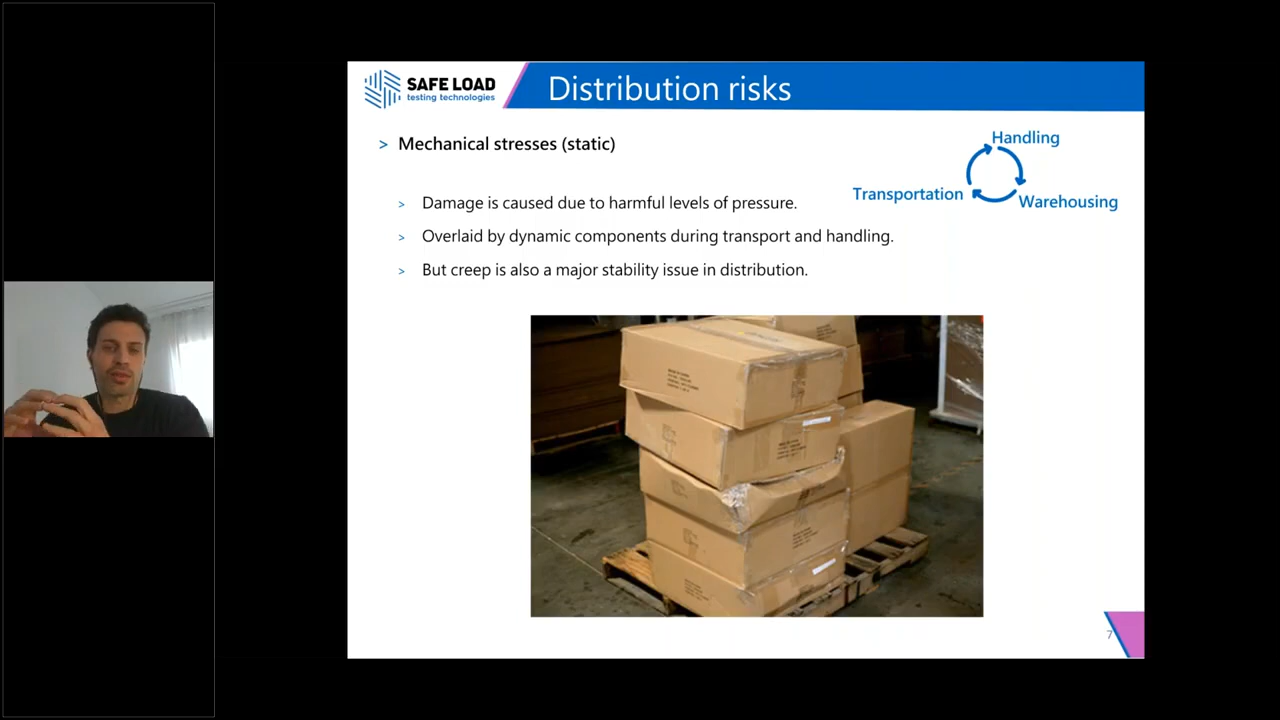 SAFE LOAD
testing technologies
Distribution risks
> Mechanical stresses (static)
Handling
Transportation
Warehousing
> Damage is caused due to harmful levels of pressure.
> Overlaid by dynamic components during transport and handling.
> But creep is also a major stability issue in distribution.
7